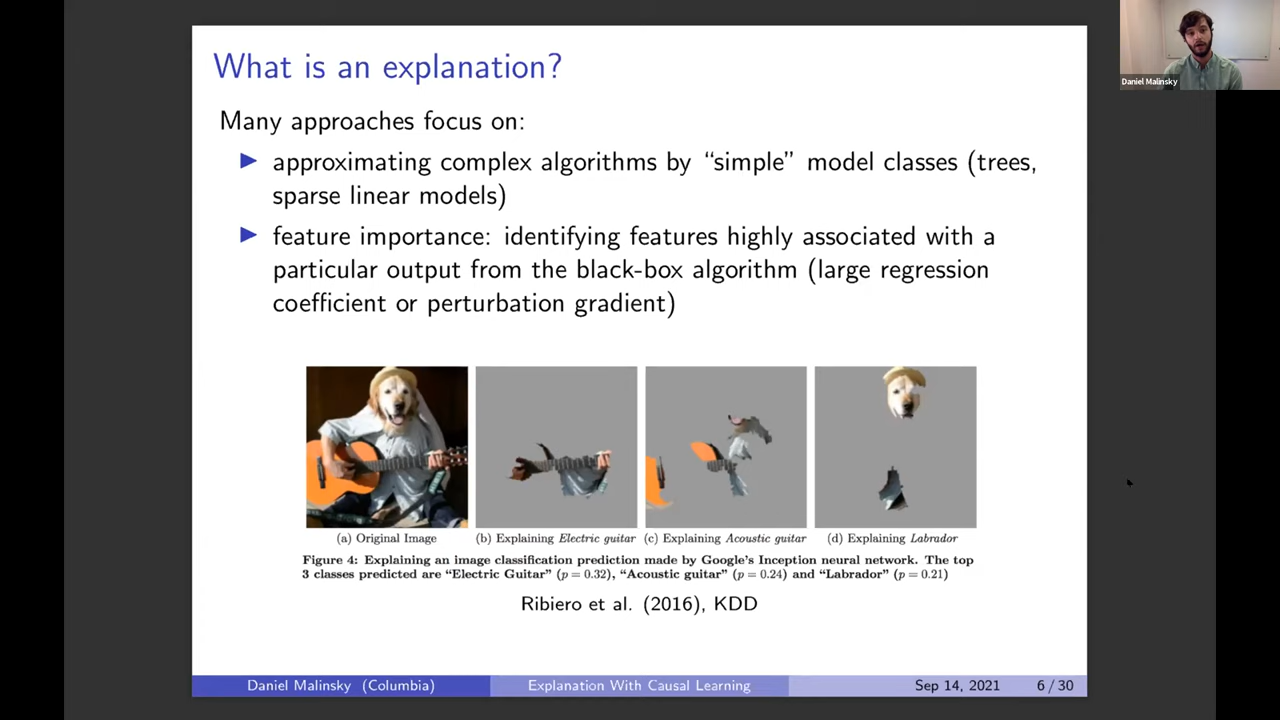 What is an explanation?
Daniel Malinsky
Many approaches focus on:
approximating complex algorithms by “simple” model classes (trees,
sparse linear models)
feature importance: identifying features highly associated with a
particular output from the black-box algorithm (large regression
coefficient or perturbation gradient)
(a) Original Image
(b) Explaining Electric guitar
(c) Explaining Acoustic guitar
(d) Explaining Labrador
Figure 4: Explaining an image classification prediction made by Google's Inception neural network. The top
3 classes predicted are “Electric Guitar” (p = 0.32), “Acoustic guitar” (p = 0.24) and “Labrador” (p = 0.21)
Ribiero et al. (2016), KDD
Daniel Malinsky (Columbia)
Explanation With Causal Learning
Sep 14, 2021
6 / 30